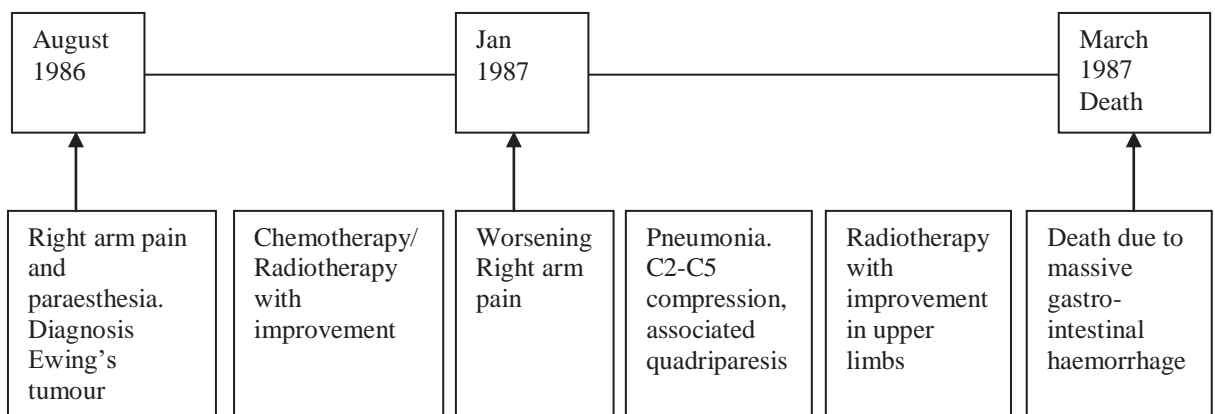 August
1986
Jan
1987
March
1987
Death
Right arm pain
and
paraesthesia.
Diagnosis
Ewing's
tumour
Chemotherapy/
Radiotherapy
with
improvement
Worsening
Right arm
pain
Pneumonia.
C2-C5
compression,
associated
quadriparesis
Radiotherapy
with
improvement
in upper
limbs
Death due to
massive
gastro-
intestinal
haemorrhage